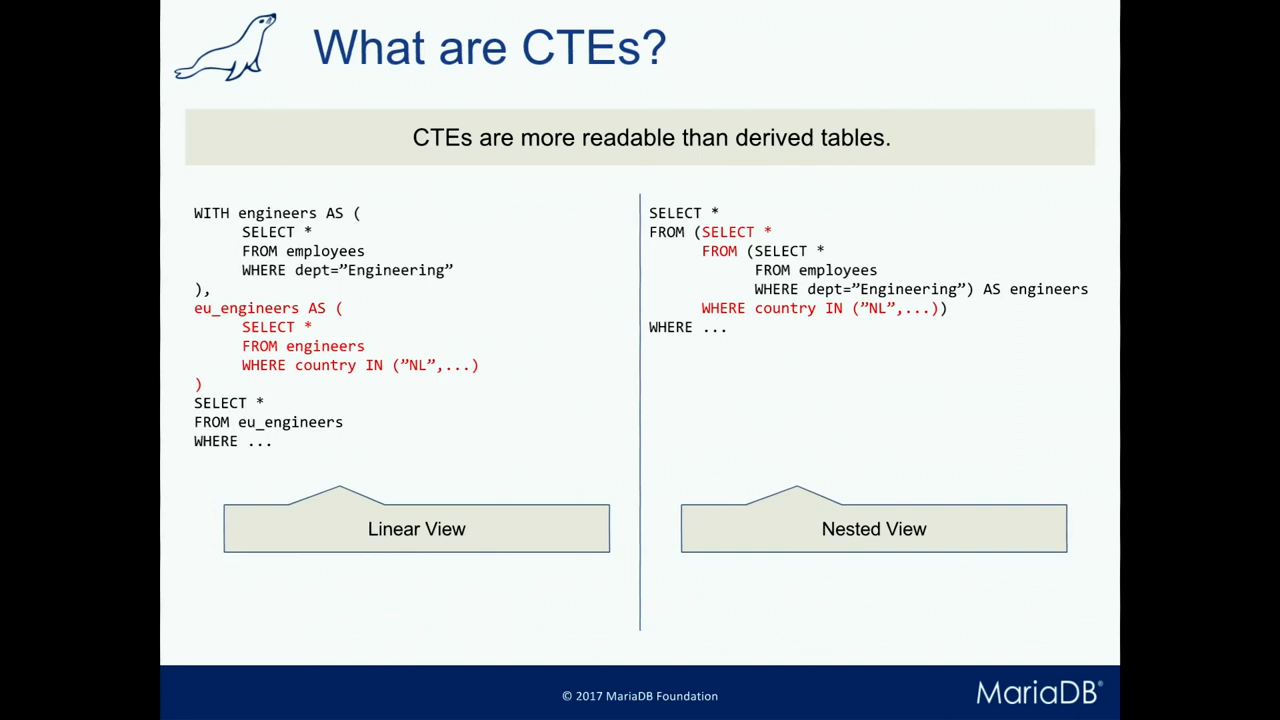 What are CTEs?
CTEs are more readable than derived tables.
WITH engineers AS (
SELECT *
FROM employees
WHERE dept=”Engineering”
),
eu_engineers AS (
SELECT *
FROM engineers
WHERE country IN (”NL”,...)
)
SELECT *
FROM eu_engineers
WHERE ...
Linear View
SELECT *
FROM (SELECT *
FROM (SELECT *
FROM employees
WHERE dept=”Engineering”) AS engineers
WHERE country IN (”NL”,...))
WHERE ...
Nested View
© 2017 MariaDB Foundation
MariaDB®